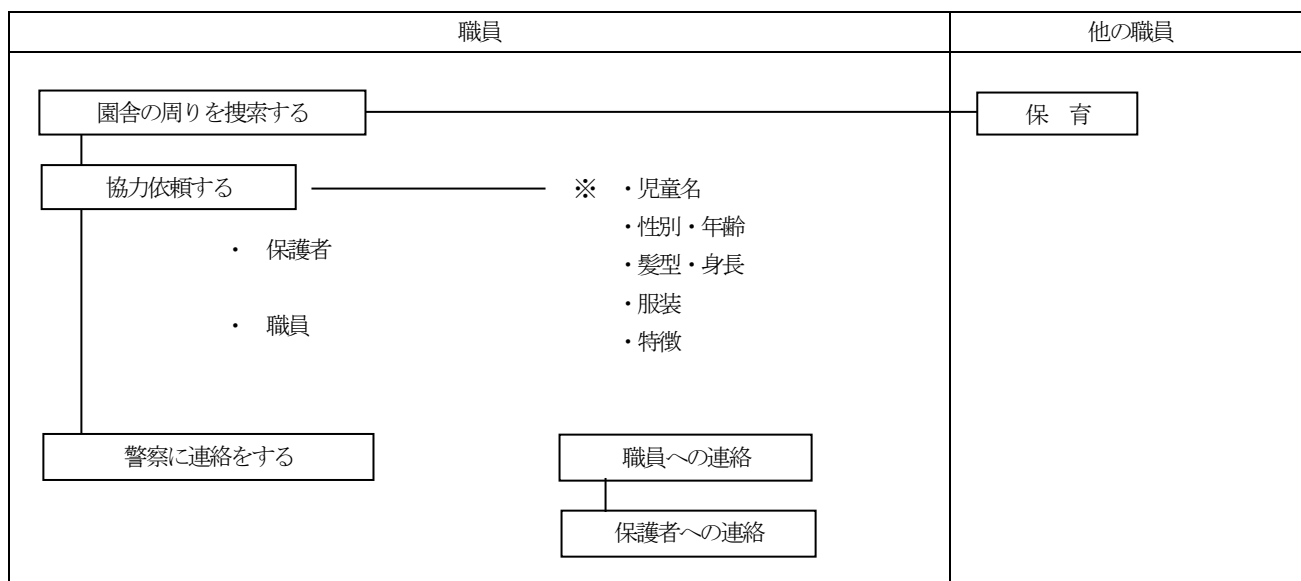 職員
他の職員
園舎の周りを捜索する
保　育
協力依頼する
※　・児童名
・性別・年齢
・　保護者
・髪型・身長
・服装
・　職員
・特徴
警察に連絡をする
職員への連絡
保護者への連絡